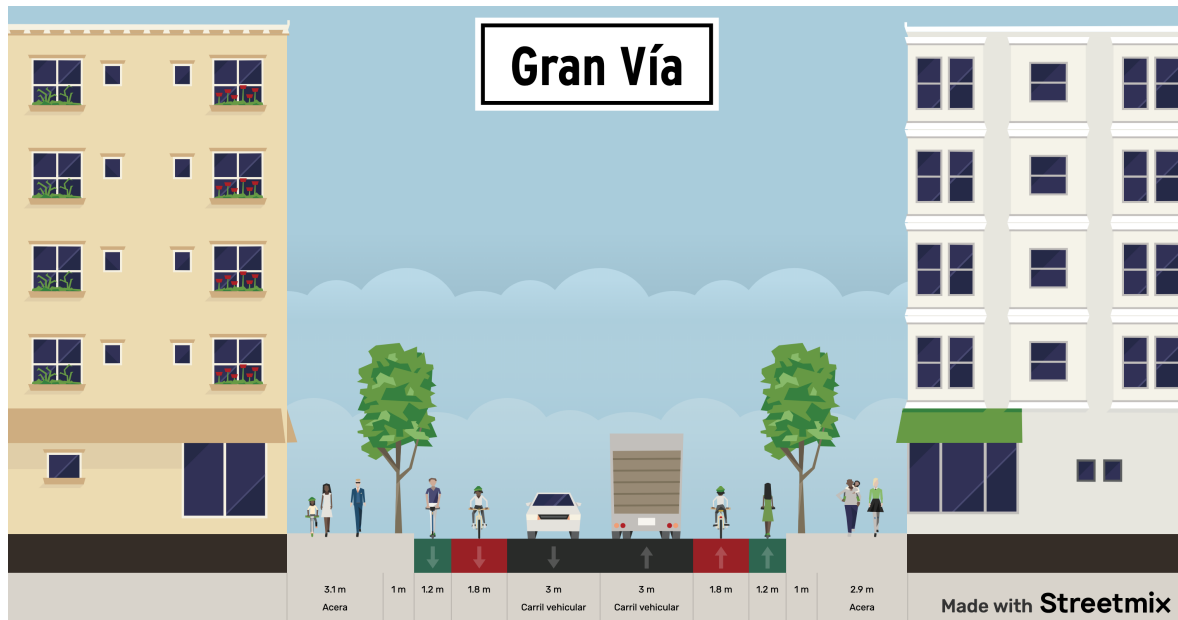 Gran Vía
3.1 m
1 m
1.2 m
1.8 m
3 m
3 m
1.8 m
1.2 m
1 m
2.9 m
Acera
Carril vehicular
Carril vehicular
Acera
Made with Streetmix